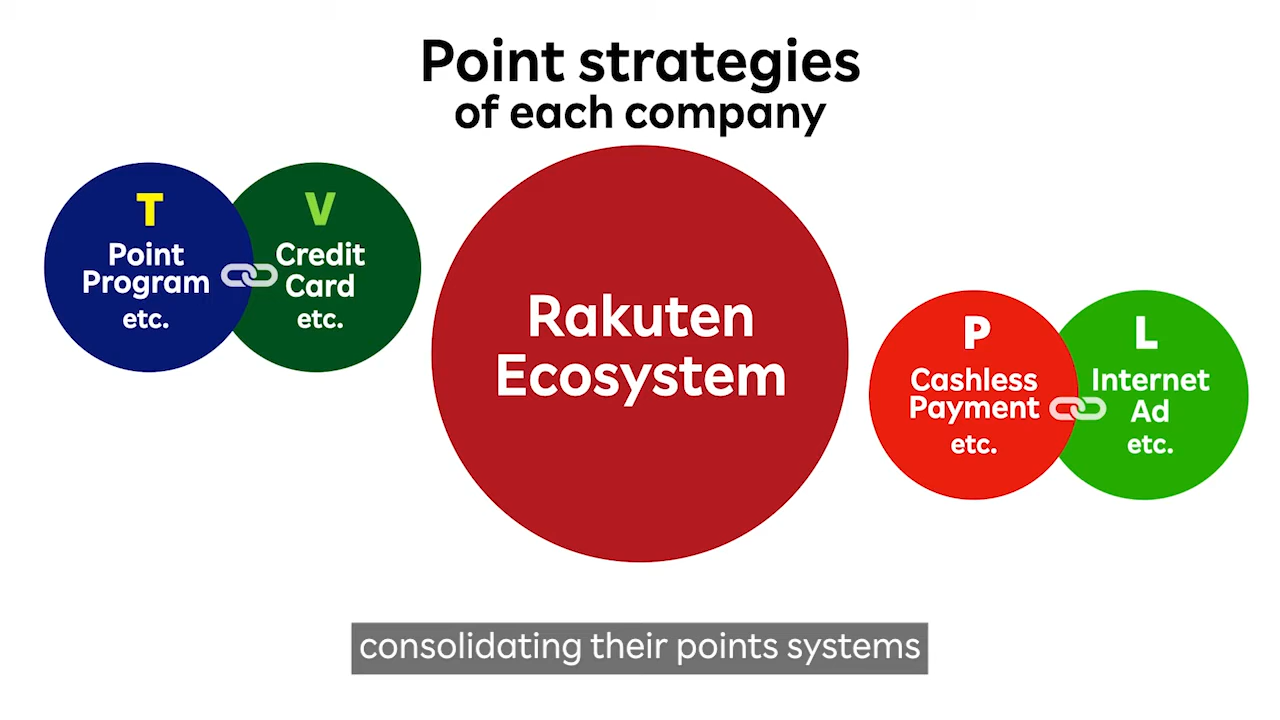 Point strategies
of each company
T
Point
Program
etc.
V
Credit
Card
etc.
Rakuten
Ecosystem
P
Cashless
Payment
etc.
L
Internet
Ad
etc.
consolidating their points systems